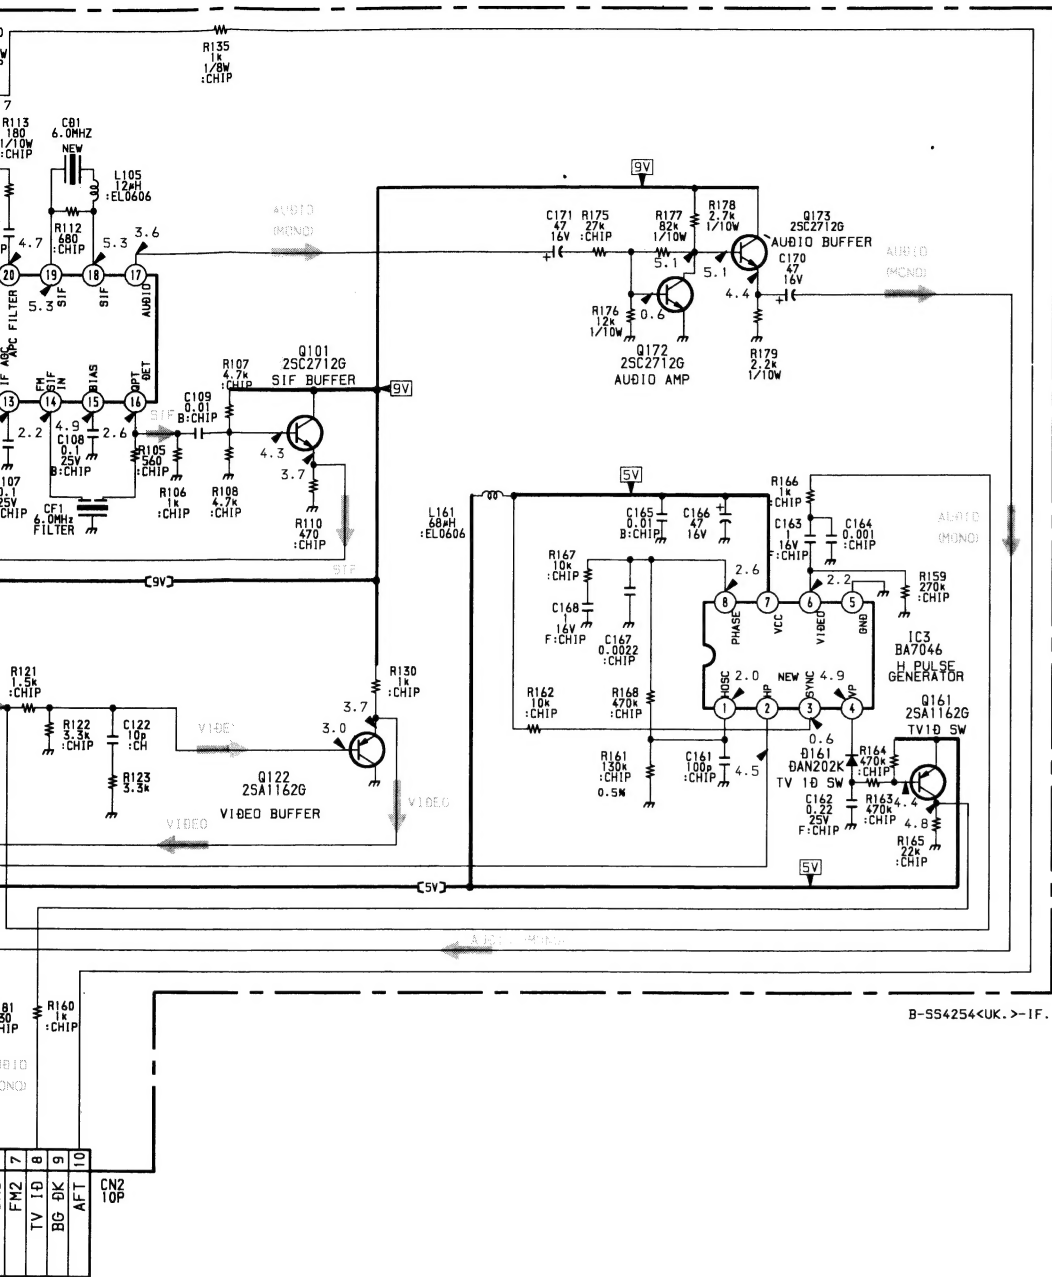 R135
1k
1/8W
:CHIP
7
R113
180
1/10W
:CHIP
CD1
6.0MHZ
NEW
L105
12μH
:EL0606
R112
680
:CHIP
4.7
5.3
3.6
5.3
20
19
18
17
APC FILTER
SIF
SIF
AUDIO
IF AGC
FM
SIF
IN
BIAS
QPT
DET
13
14
15
16
2.2
4.9
2.6
C108
0.1
25V
B:CHIP
R105
560
:CHIP
SIF
C109
0.01
B:CHIP
R107
4.7k
:CHIP
R106
1k
:CHIP
R108
4.7k
:CHIP
CF1
6.0MHz
FILTER
Q101
2SC2712G
SIF BUFFER
4.3
3.7
R110
470
:CHIP
SIF
9V
AUDIO
(MONO)
9V
C171
47
16V
R175
27k
:CHIP
R177
82k
1/10W
R178
2.7k
1/10W
Q173
2SC2712G
AUDIO BUFFER
C170
47
16V
5.1
5.1
4.4
0.6
R176
12k
1/10W
Q172
2SC2712G
AUDIO AMP
R179
2.2k
1/10W
AUDIO
(MONO)
5V
L161
68μH
:EL0606
C165
0.01
B:CHIP
C166
47
16V
R166
1k
:CHIP
C163
1
16V
F:CHIP
C164
0.001
:CHIP
AUDIO
(MONO)
R167
10k
:CHIP
C168
1
16V
F:CHIP
C167
0.0022
:CHIP
2.6
2.2
R159
270k
:CHIP
8
7
6
5
PHASE
VCC
VIDEO
GND
IC3
BA7046
H PULSE
GENERATOR
HOSC
HP
SYNC
VP
2.0
NEW
4.9
1
2
3
4
[9V]
R121
1.5k
:CHIP
R122
3.3k
:CHIP
C122
10p
:CH
R123
3.3k
VIDEO
R130
1k
:CHIP
3.7
3.0
Q122
2SA1162G
VIDEO BUFFER
VIDEO
VIDEO
R162
10k
:CHIP
R168
470k
:CHIP
R161
130k
:CHIP
0.5%
C161
100p
:CHIP
4.5
0.6
D161
DAN202K
TV ID SW
C162
0.22
25V
F:CHIP
R164
470k
:CHIP
R163
470k
:CHIP
Q161
2SA1162G
TV ID SW
4.4
4.8
R165
22k
:CHIP
5V
[5V]
AUDIO (MONO)
R160
1k
:CHIP
B-SS4254<UK.>-IF.
7
8
9
10
FM2
TV ID
BG DK
AFT
CN2
10P